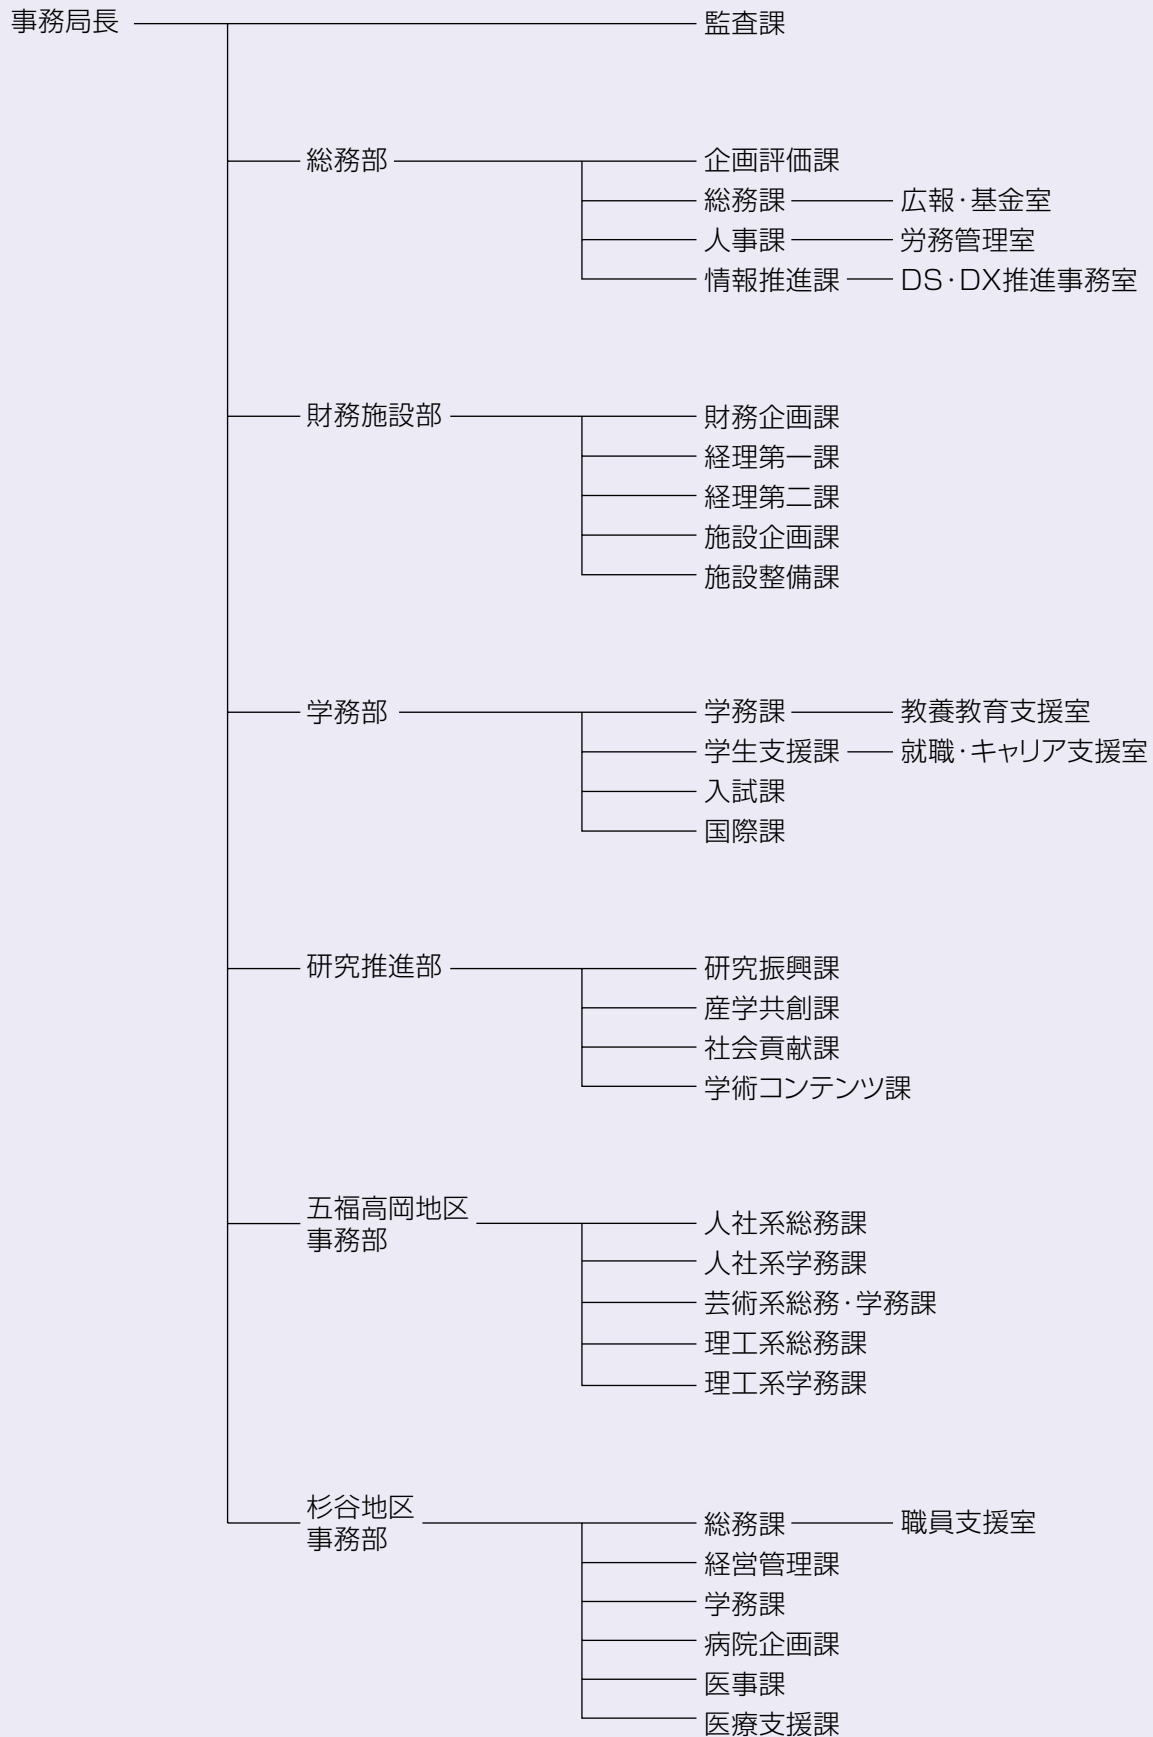 事務局長 監査課
総務部 企画評価課
総務課 広報・基金室
人事課 労務管理室
情報推進課 DS・DX推進事務室
財務施設部 財務企画課
経理第一課
経理第二課
施設企画課
施設整備課
学務部 学務課 教養教育支援室
学生支援課 就職・キャリア支援室
入試課
国際課
研究推進部 研究振興課
産学共創課
社会貢献課
学術コンテンツ課
五福高岡地区
事務部
人社系総務課
人社系学務課
芸術系総務・学務課
理工系総務課
理工系学務課
杉谷地区
事務部
総務課 職員支援室
経営管理課
学務課
病院企画課
医事課
医療支援課